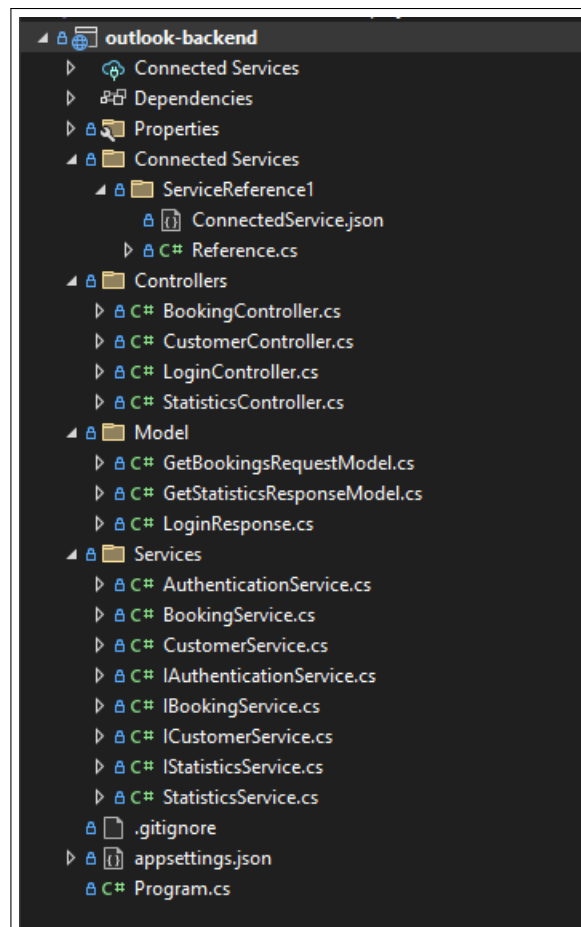 outlook-backend
Connected Services
Dependencies
Properties
Connected Services
ServiceReference1
ConnectedService.json
C# Reference.cs
Controllers
C# BookingController.cs
C# CustomerController.cs
C# LoginController.cs
C# StatisticsController.cs
Model
C# GetBookingsRequestModel.cs
C# GetStatisticsResponseModel.cs
C# LoginResponse.cs
Services
C# AuthenticationService.cs
C# BookingService.cs
C# CustomerService.cs
C# IAuthenticationService.cs
C# IBookingService.cs
C# ICustomerService.cs
C# IStatisticsService.cs
C# StatisticsService.cs
.gitignore
appsettings.json
C# Program.cs